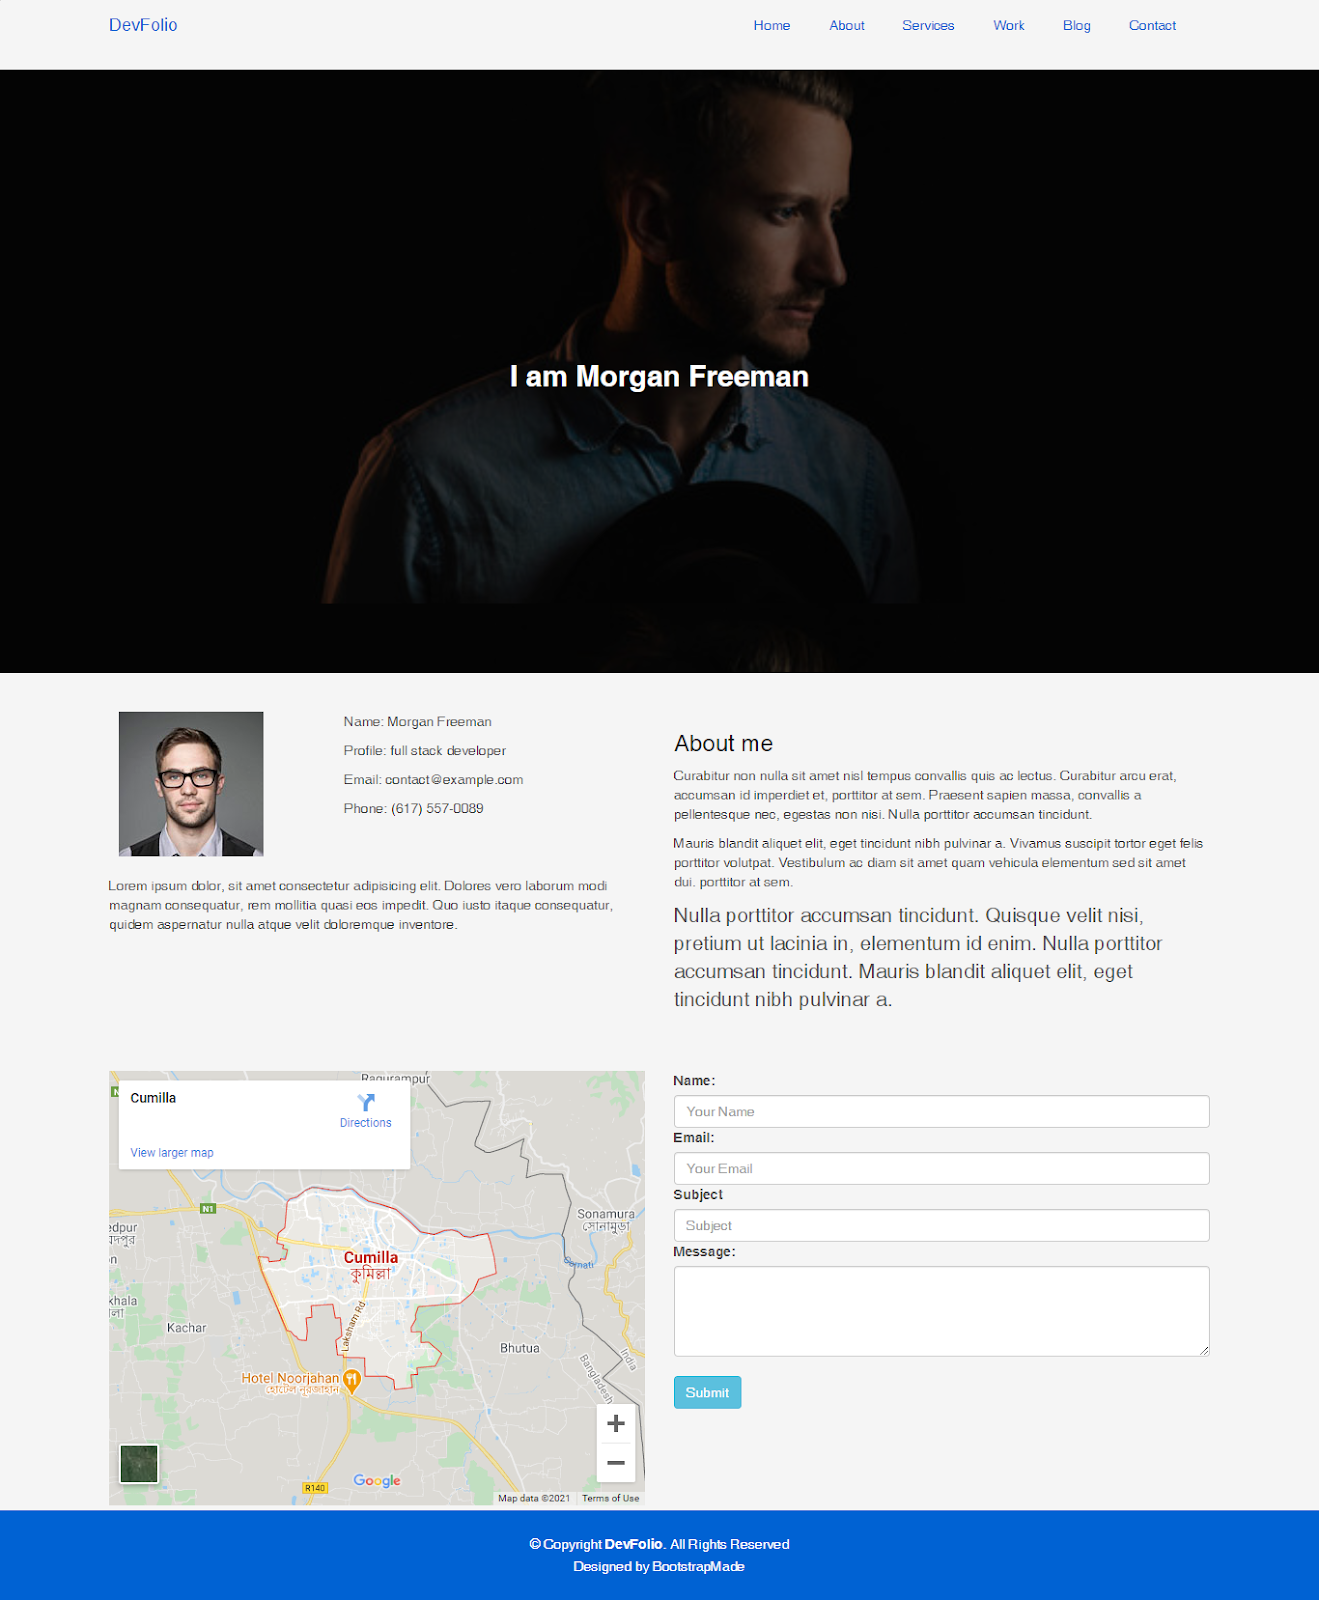 DevFolio
Home About Services Work Blog Contact
I am Morgan Freeman
Name: Morgan Freeman
Profile: full stack developer
Email: contact@example.com
Phone: (617) 557-0089
Lorem ipsum dolor, sit amet consectetur adipisicing elit. Dolores vero laborum modi
magnam consequatur, rem mollitia quasi eos impedit. Quo iusto itaque consequatur,
quidem aspernatur nulla atque velit doloremque inventore.
About me
Curabitur non nulla sit amet nisl tempus convallis quis ac lectus. Curabitur arcu erat,
accumsan id imperdiet et, porttitor at sem. Praesent sapien massa, convallis a
pellentesque nec, egestas non nisi. Nulla porttitor accumsan tincidunt.
Mauris blandit aliquet elit, eget tincidunt nibh pulvinar a. Vivamus suscipit tortor eget felis
porttitor volutpat. Vestibulum ac diam sit amet quam vehicula elementum sed sit amet
dui. porttitor at sem.
Nulla porttitor accumsan tincidunt. Quisque velit nisi,
pretium ut lacinia in, elementum id enim. Nulla porttitor
accumsan tincidunt. Mauris blandit aliquet elit, eget
tincidunt nibh pulvinar a.
Ragurampur
Cumilla
Directions
View larger map
N1
Sonamura
সোনামুড়া
edpur
Cumilla
কুমিল্লা
Gomati
khala
Kachar
Laksham Rd
Bhutua
India
Bangladesh
Hotel Noorjahan
হোটেল নূরজাহান
Google
R140
Map data ©2021 Terms of Use
Name:
Your Name
Email:
Your Email
Subject
Subject
Message:
Submit
© Copyright DevFolio. All Rights Reserved
Designed by BootstrapMade